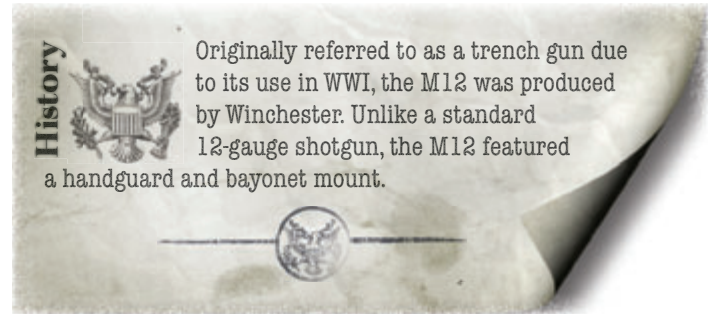 History
Originally referred to as a trench gun due
to its use in WWI, the M12 was produced
by Winchester. Unlike a standard
12-gauge shotgun, the M12 featured
a handguard and bayonet mount.